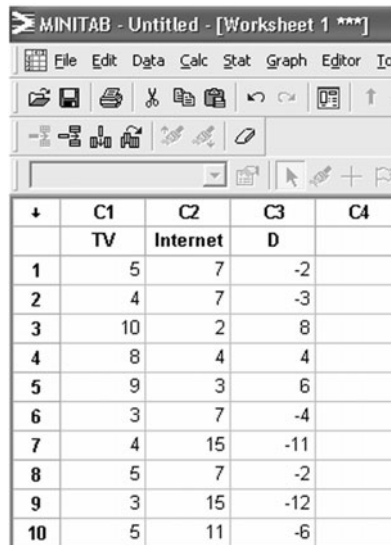 MINITAB - Untitled - [Worksheet 1 ***]
File Edit Data Calc Stat Graph Editor To
↓ C1 C2 C3 C4
TV Internet D
1 5 7 -2
2 4 7 -3
3 10 2 8
4 8 4 4
5 9 3 6
6 3 7 -4
7 4 15 -11
8 5 7 -2
9 3 15 -12
10 5 11 -6